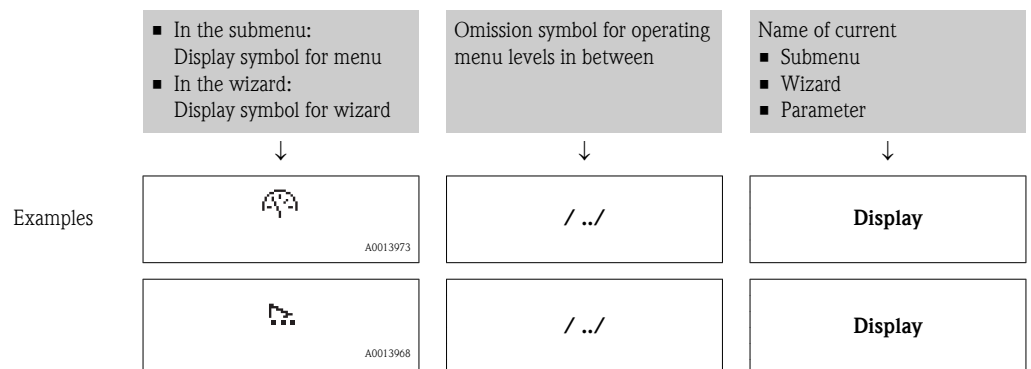 ■ In the submenu:
Display symbol for menu
■ In the wizard:
Display symbol for wizard
Omission symbol for operating
menu levels in between
Name of current
■ Submenu
■ Wizard
■ Parameter
↓ ↓ ↓
Examples
A0013973
/ ../
Display
A0013968
/ ../
Display